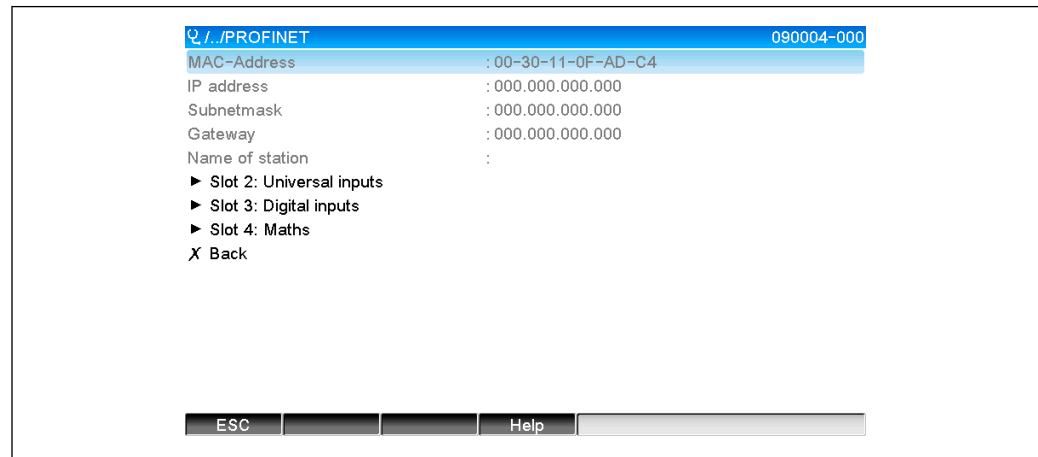 /../PROFINET 090004-000
MAC-Address : 00-30-11-0F-AD-C4
IP address : 000.000.000.000
Subnetmask : 000.000.000.000
Gateway : 000.000.000.000
Name of station :
► Slot 2: Universal inputs
► Slot 3: Digital inputs
► Slot 4: Maths
X Back
ESC Help